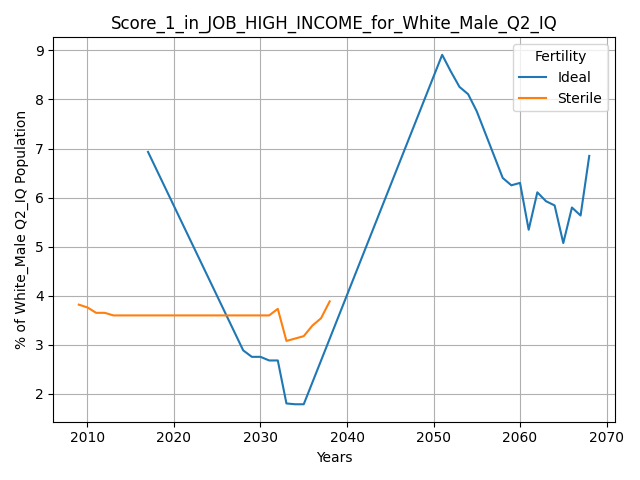 Score_1_in_JOB_HIGH_INCOME_for_White_Male_Q2_IQ
Fertility
Ideal
Sterile
% of White_Male Q2_IQ Population
9
8
7
6
5
4
3
2
2010 2020 2030 2040 2050 2060 2070
Years